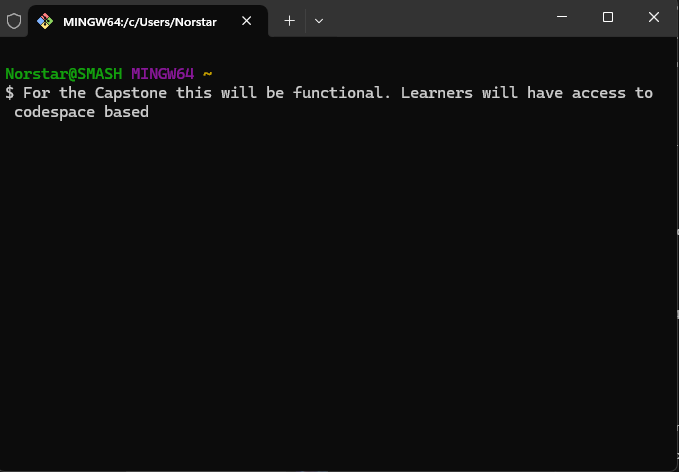 MINGW64:/c/Users/Norstar
Norstar@SMASH MINGW64 ~
$ For the Capstone this will be functional. Learners will have access to
codespace based